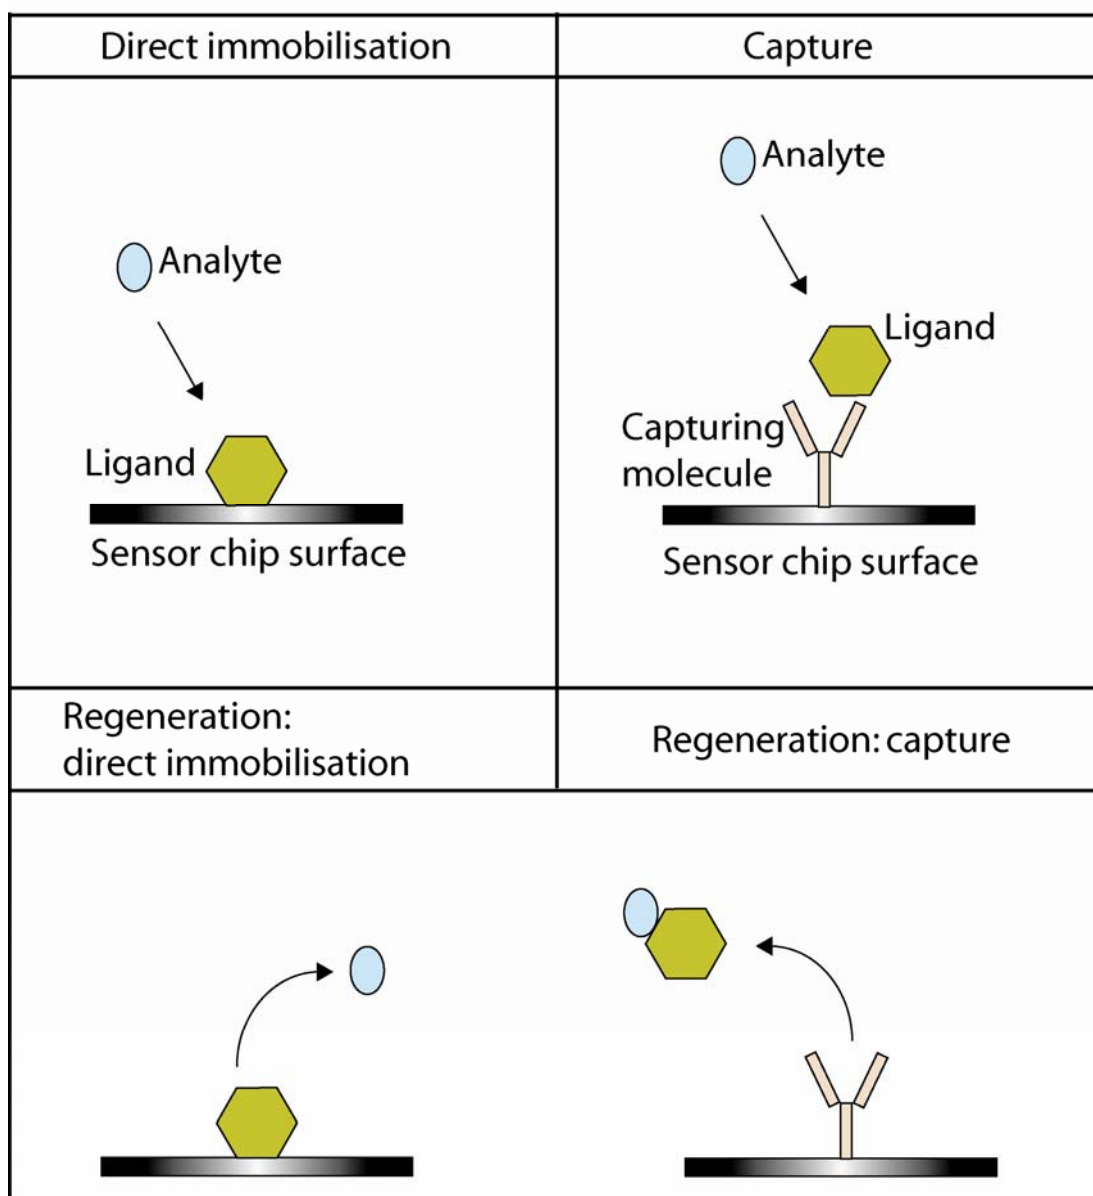 Direct immobilisation
Capture
Analyte
Ligand
Sensor chip surface
Analyte
Ligand
Capturing
molecule
Sensor chip surface
Regeneration:
direct immobilisation
Regeneration: capture